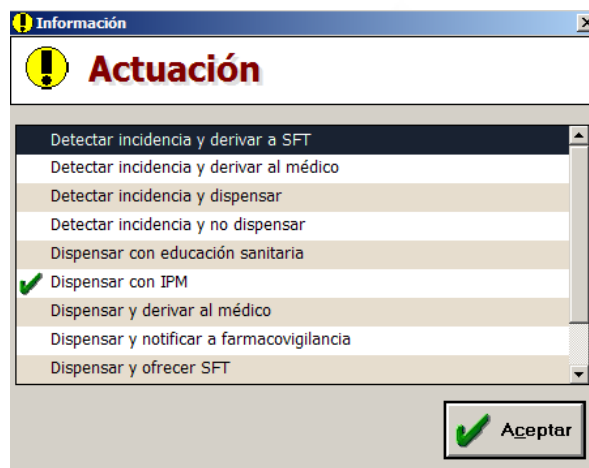 Información
Actuación
Detectar incidencia y derivar a SFT
Detectar incidencia y derivar al médico
Detectar incidencia y dispensar
Detectar incidencia y no dispensar
Dispensar con educación sanitaria
Dispensar con IPM
Dispensar y derivar al médico
Dispensar y notificar a farmacovigilancia
Dispensar y ofrecer SFT
Aceptar